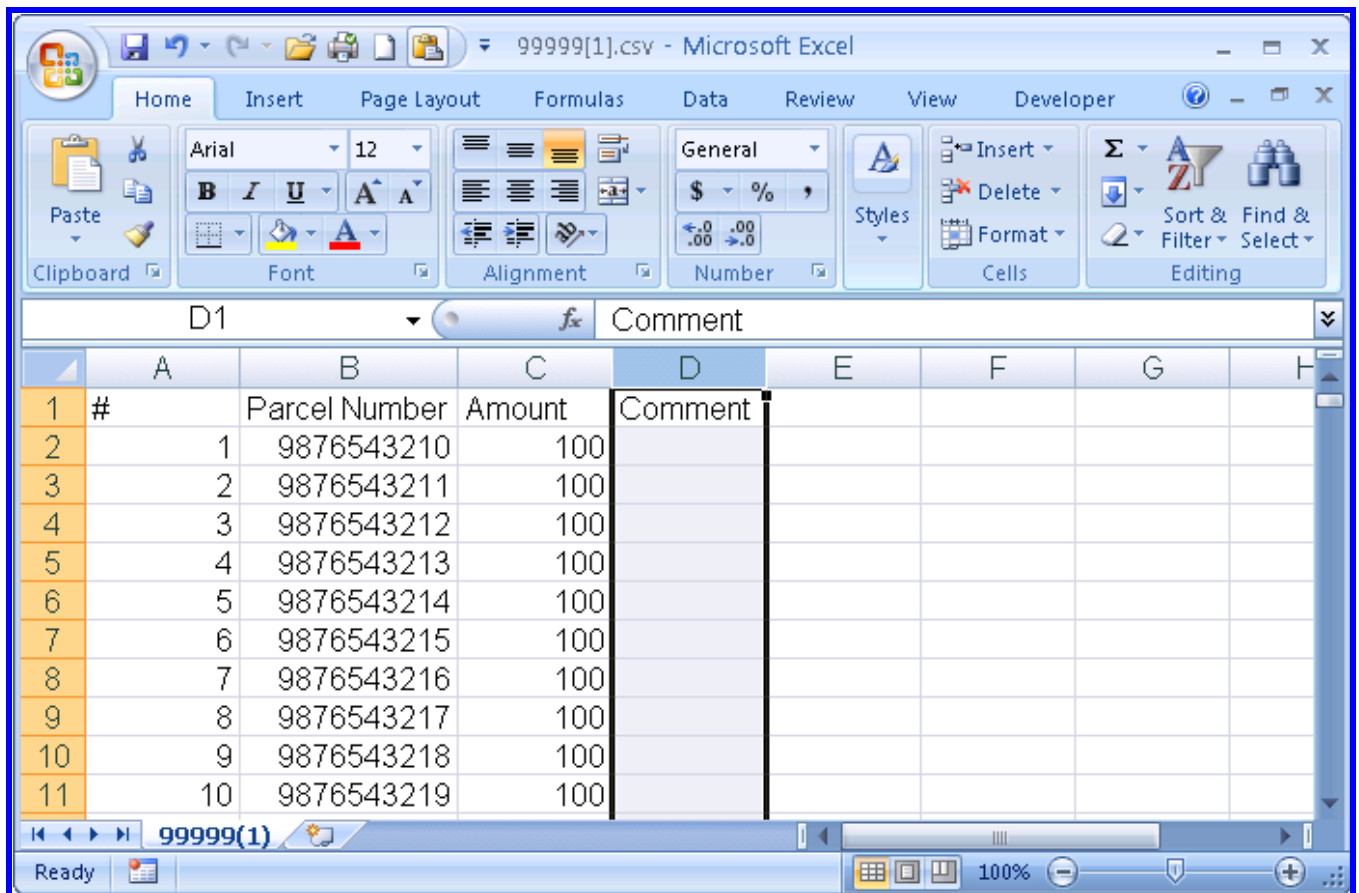 99999[1].csv - Microsoft Excel
Home Insert Page Layout Formulas Data Review View Developer
Arial 12 General Insert
B I U A A $ % , Delete
Paste Styles Sort & Find &
A .00 .0 Format Filter Select
Clipboard Font Alignment Number Cells Editing
D1 fx Comment
A B C D E F G H
1 # Parcel Number Amount Comment
2 1 9876543210 100
3 2 9876543211 100
4 3 9876543212 100
5 4 9876543213 100
6 5 9876543214 100
7 6 9876543215 100
8 7 9876543216 100
9 8 9876543217 100
10 9 9876543218 100
11 10 9876543219 100
99999(1)
Ready 100%